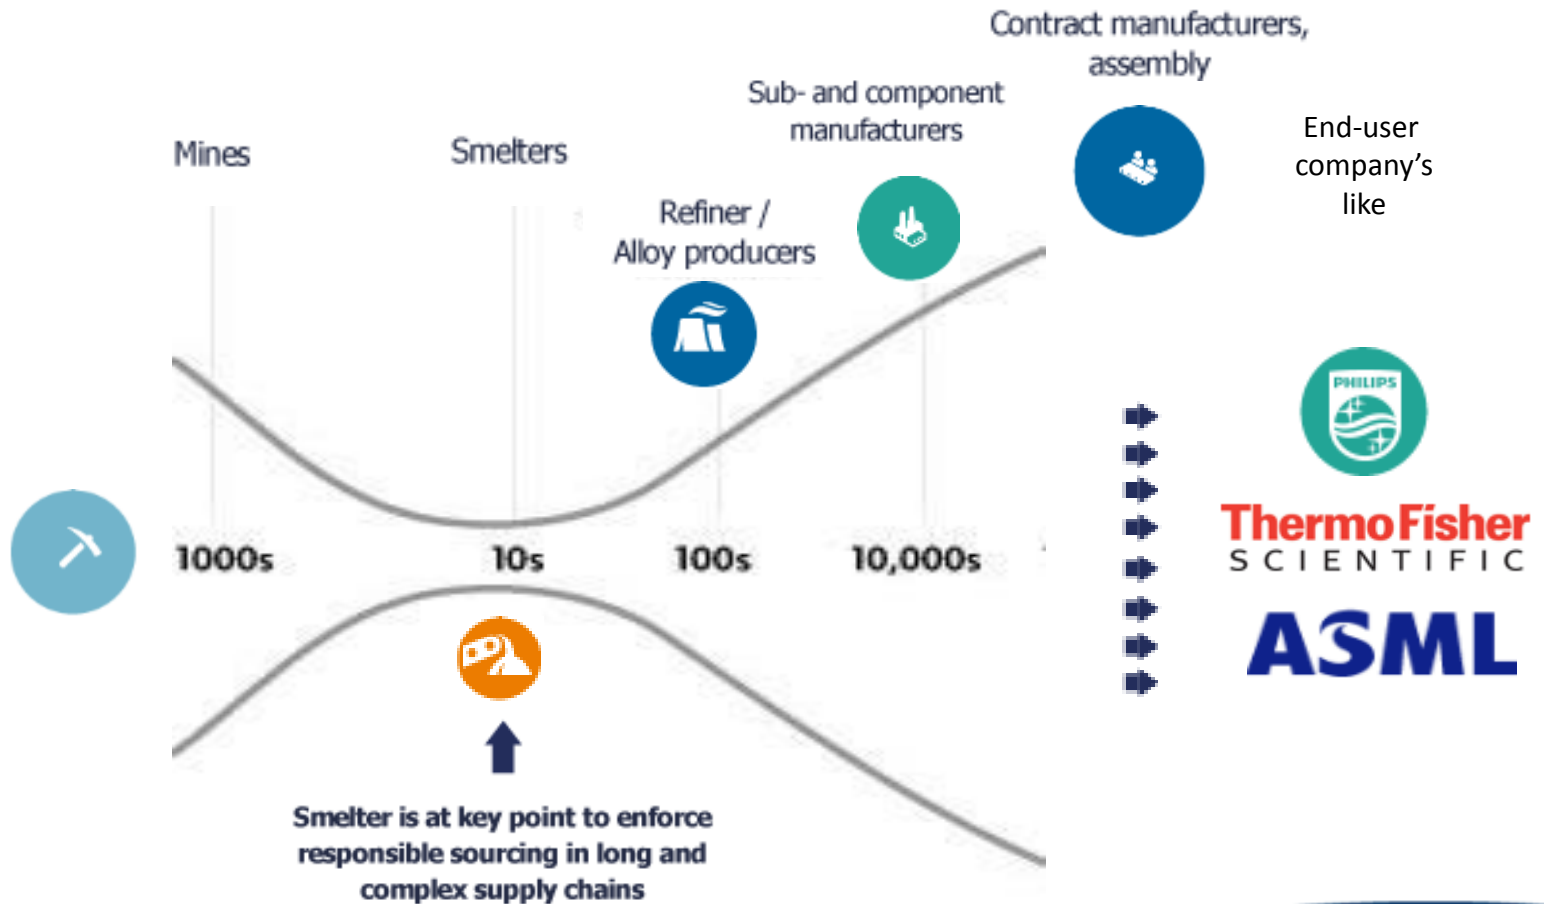 Contract manufacturers,
assembly
Sub- and component
manufacturers
End-user
company’s
like
Mines
Smelters
Refiner /
Alloy producers
PHILIPS
ThermoFisher
SCIENTIFIC
1000s
10s
100s
10,000s
ASML
Smelter is at key point to enforce
responsible sourcing in long and
complex supply chains